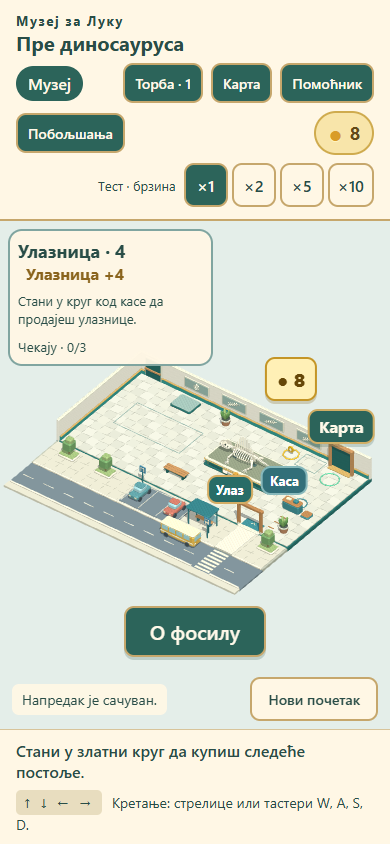 Музеј за Луку
Пре диносауруса
Музеј
Торба · 1
Карта
Помоћник
Побољшања
8
Тест · брзина
×1
×2
×5
×10
Улазница · 4
Улазница +4
Стани у круг код касе да
продајеш улазнице.
Чекају · 0/3
8
Карта
Каса
Улаз
О фосилу
Напредак је сачуван.
Нови почетак
Стани у златни круг да купиш следеће
постоље.
↑ ↓ ← → Кретање: стрелице или тастери W, A, S,
D.